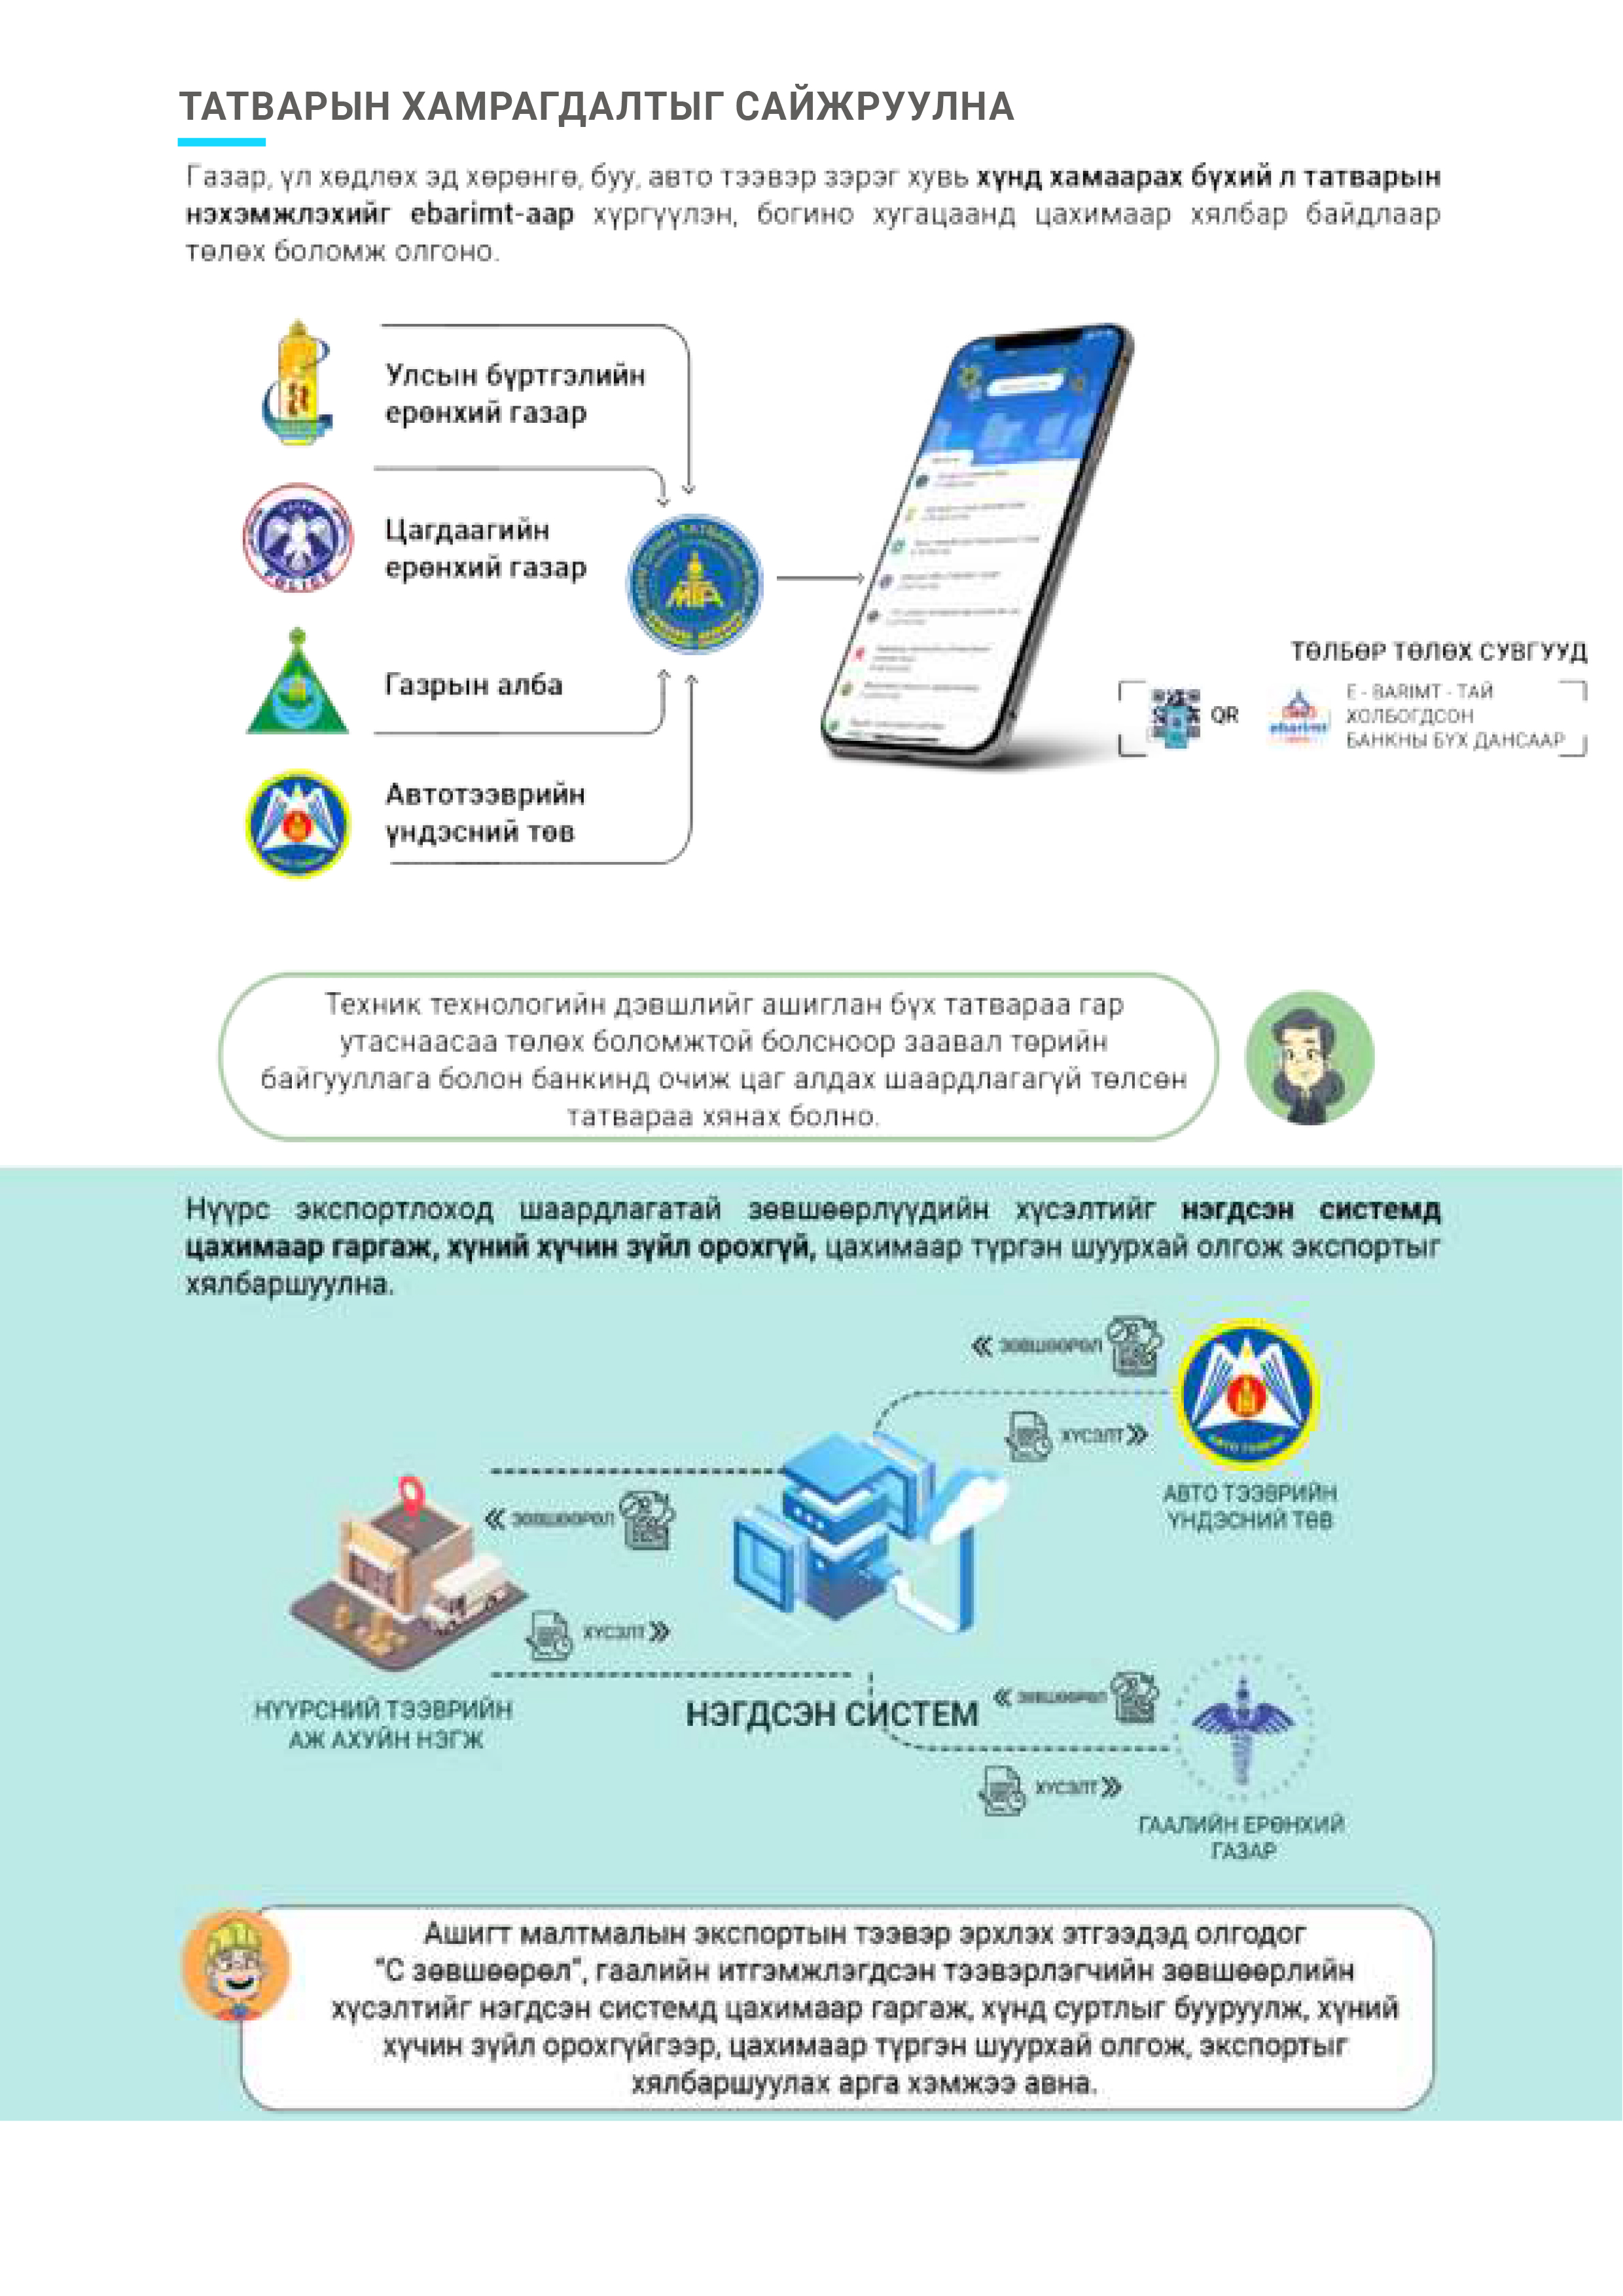 ТАТВАРЫН ХАМРАГДАЛТЫГ САЙЖРУУЛНА
Газар, үл хөдлөх эд хөрөнгө, буу, авто тээвэр зэрэг хувь хүнд хамаарах бүхий л татварын
нэхэмжлэхийг ebarimt-аар хүргүүлэн, богино хугацаанд цахимаар хялбар байдлаар
төлөх боломж олгоно.
Улсын бүртгэлийн
ерөнхий газар
POLICE
Цагдаагийн
ерөнхий газар
МТА
Газрын алба
Автотээврийн
үндэсний төв
ТӨЛБӨР ТӨЛӨХ СУВГУУД
QR
ebarimt
E - BARIMT - ТАЙ
ХОЛБОГДСОН
БАНКНЫ БҮХ ДАНСААР
Техник технологийн дэвшлийг ашиглан бүх татвараа гар
утаснаасаа төлөх боломжтой болсноор заавал төрийн
байгууллага болон банкинд очиж цаг алдах шаардлагагүй төлсөн
татвараа хянах болно.
Нүүрс экспортлоход шаардлагатай зөвшөөрлүүдийн хүсэлтийг нэгдсэн системд
цахимаар гаргаж, хүний хүчин зүйл орохгүй, цахимаар түргэн шуурхай олгож экспортыг
хялбаршуулна.
« ЗӨВШӨӨРӨЛ
ХҮСЭЛТ »
АВТО ТЭЭВРИЙН
ҮНДЭСНИЙ ТӨВ
« ЗӨВШӨӨРӨЛ
ХҮСЭЛТ »
НҮҮРСНИЙ ТЭЭВРИЙН
АЖ АХУЙН НЭГЖ
НЭГДСЭН СИСТЕМ
« ЗӨВШӨӨРӨЛ
ХҮСЭЛТ »
ГААЛИЙН ЕРӨНХИЙ
ГАЗАР
Ашигт малтмалын экспортын тээвэр эрхлэх этгээдэд олгодог
"С зөвшөөрөл", гаалийн итгэмжлэгдсэн тээвэрлэгчийн зөвшөөрлийн
хүсэлтийг нэгдсэн системд цахимаар гаргаж, хүнд суртлыг бууруулж, хүний
хүчин зүйл орохгүйгээр, цахимаар түргэн шуурхай олгож, экспортыг
хялбаршуулах арга хэмжээ авна.